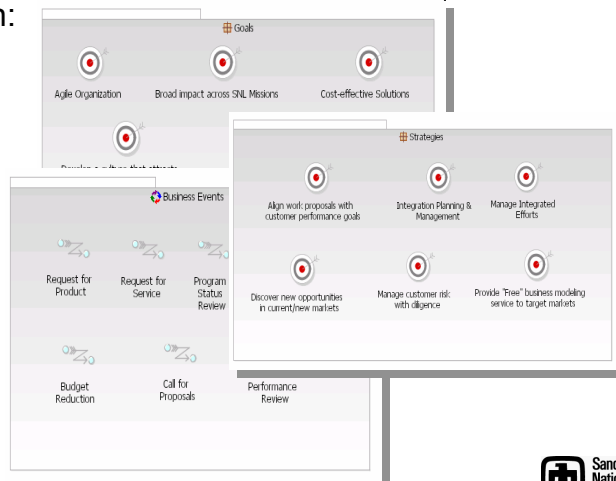 n:
Goals
Agile Organization
Broad impact across SNL Missions
Cost-effective Solutions
Strategies
Align work proposals with
customer performance goals
Integration Planning &
Management
Manage Integrated
Efforts
Discover new opportunities
in current/new markets
Manage customer risk
with diligence
Provide "Free" business modeling
service to target markets
Business Events
Request for
Product
Request for
Service
Program
Status
Review
Budget
Reduction
Call for
Proposals
Performance
Review